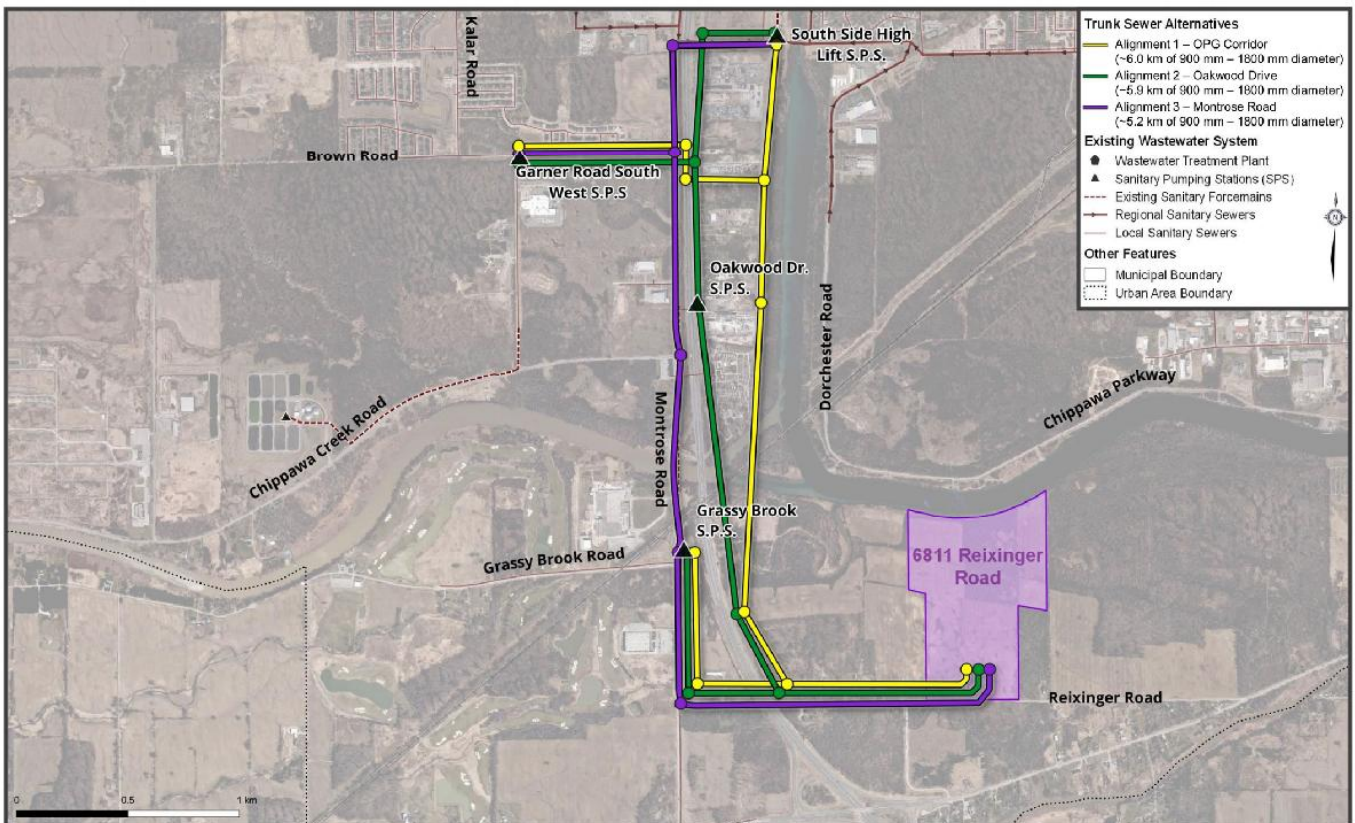 Kalar Road
South Side High
Lift S.P.S.
Brown Road
Garner Road South
West S.P.S
Oakwood Dr.
S.P.S.
Dorchester Road
Chippawa Parkway
Chippawa Creek Road
Montrose Road
Grassy Brook
S.P.S.
Grassy Brook Road
6811 Reixinger
Road
Reixinger Road
0 0.5 1 km
Trunk Sewer Alternatives
Alignment 1 – OPG Corridor
(~6.0 km of 900 mm – 1800 mm diameter)
Alignment 2 – Oakwood Drive
(~5.9 km of 900 mm – 1800 mm diameter)
Alignment 3 – Montrose Road
(~5.2 km of 900 mm – 1800 mm diameter)
Existing Wastewater System
Wastewater Treatment Plant
Sanitary Pumping Stations (SPS)
Existing Sanitary Forcemains
Regional Sanitary Sewers
Local Sanitary Sewers
Other Features
Municipal Boundary
Urban Area Boundary
N